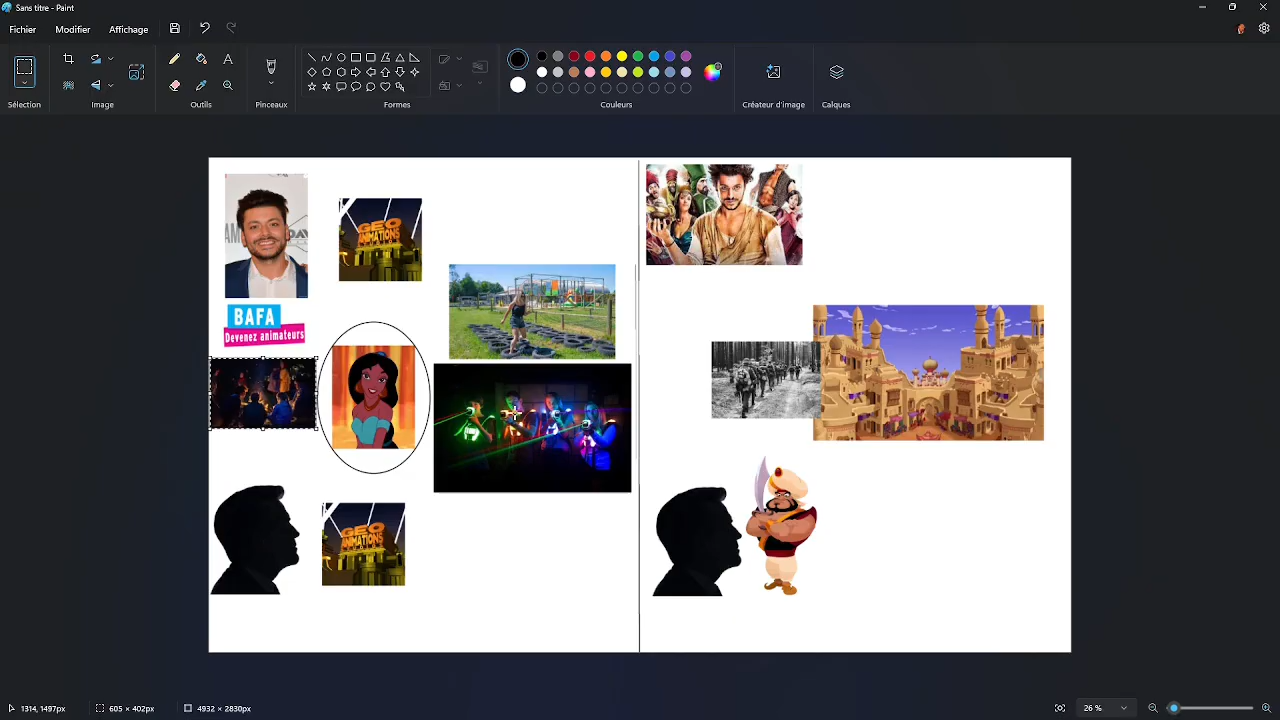 Sans titre - Paint
Fichier Modifier Affichage
Sélection Image Outils Pinceaux Formes Couleurs Créateur d'image Calques
GEO
ANIMATIONS
BAFA
Devenez animateurs
GEO
ANIMATIONS
1314, 1497px 605 × 402px 4932 × 2830px 26 %